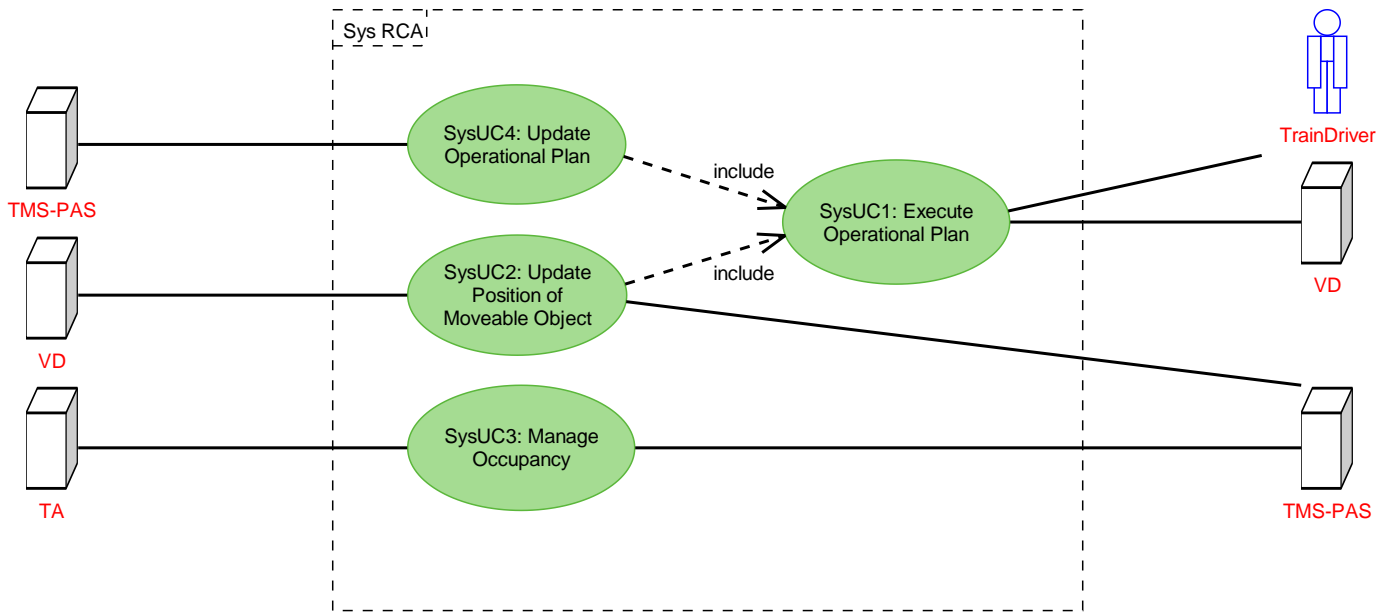 Sys RCA
TrainDriver
SysUC4: Update
Operational Plan
TMS-PAS
include
SysUC1: Execute
Operational Plan
VD
SysUC2: Update
Position of
Moveable Object
include
VD
SysUC3: Manage
Occupancy
TA
TMS-PAS